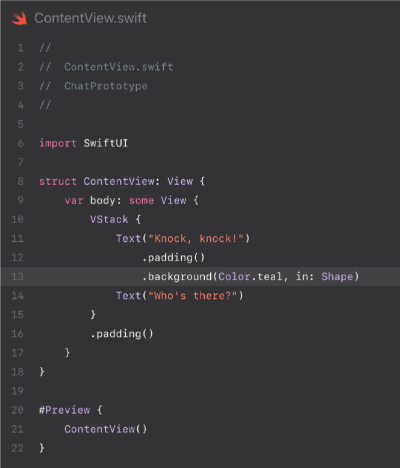 ContentView.swift
1 //
2 //  ContentView.swift
3 //  ChatPrototype
4 //
5
6 import SwiftUI
7
8 struct ContentView: View {
9     var body: some View {
10         VStack {
11             Text("Knock, knock!")
12                 .padding()
13                 .background(Color.teal, in: Shape)
14             Text("Who's there?")
15         }
16         .padding()
17     }
18 }
19
20 #Preview {
21     ContentView()
22 }